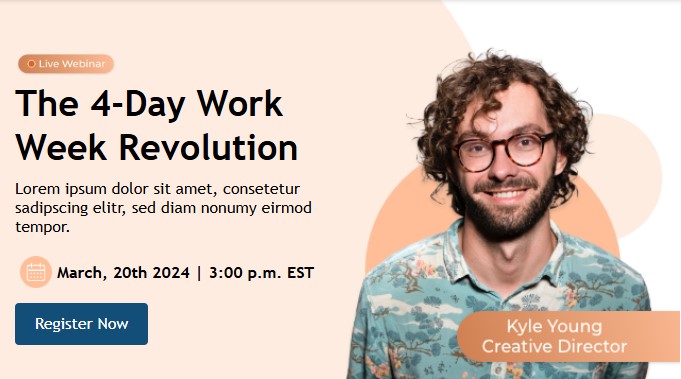 Live Webinar
The 4-Day Work
Week Revolution
Lorem ipsum dolor sit amet, consetetur
sadipscing elitr, sed diam nonumy eirmod
tempor.
March, 20th 2024 | 3:00 p.m. EST
Register Now
Kyle Young
Creative Director